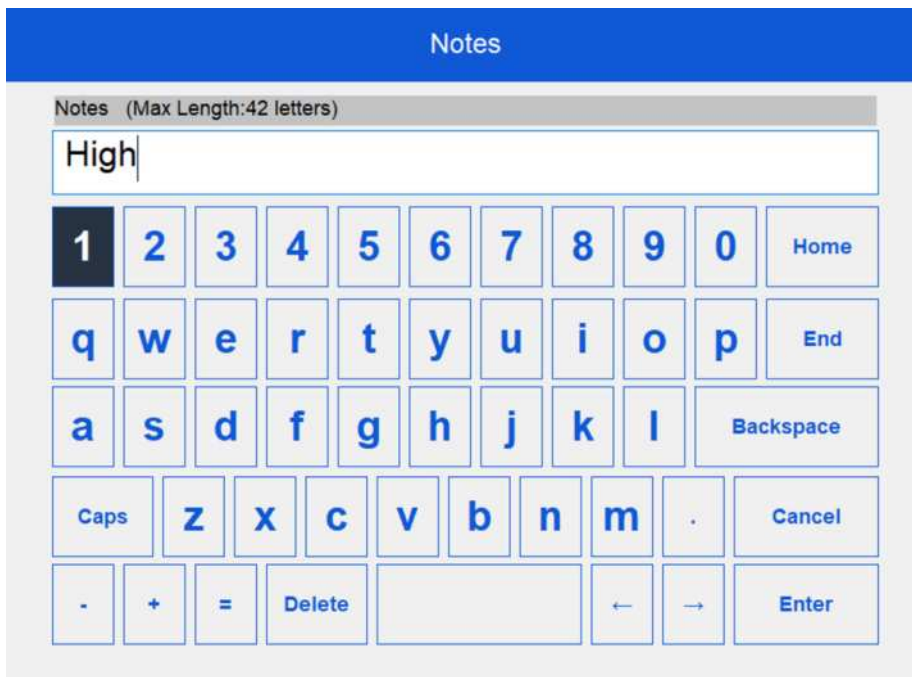 Notes
Notes (Max Length:42 letters)
High
1 2 3 4 5 6 7 8 9 0 Home
q w e r t y u i o p End
a s d f g h j k l Backspace
Caps z x c v b n m . Cancel
- + = Delete ← → Enter